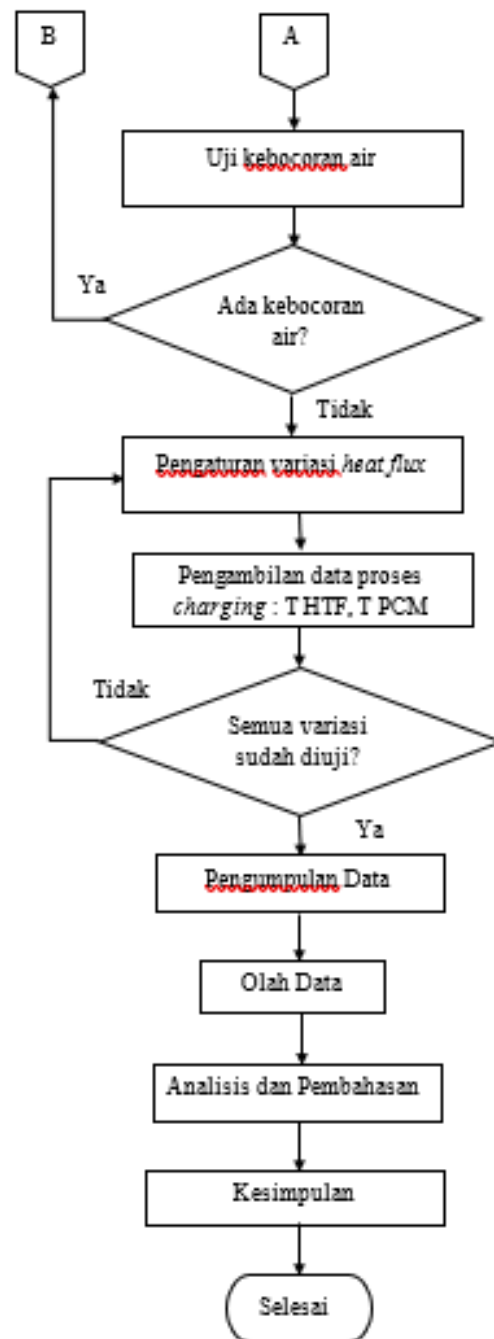 B
A
Uji kebocoran air
Ya
Ada kebocoran
air?
Tidak
Pengaturan variasi heat flux
Pengambilan data proses
charging : T HTF, T PCM
Tidak
Semua variasi
sudah diuji?
Ya
Pengumpulan Data
Olah Data
Analisis dan Pembahasan
Kesimpulan
Selesai